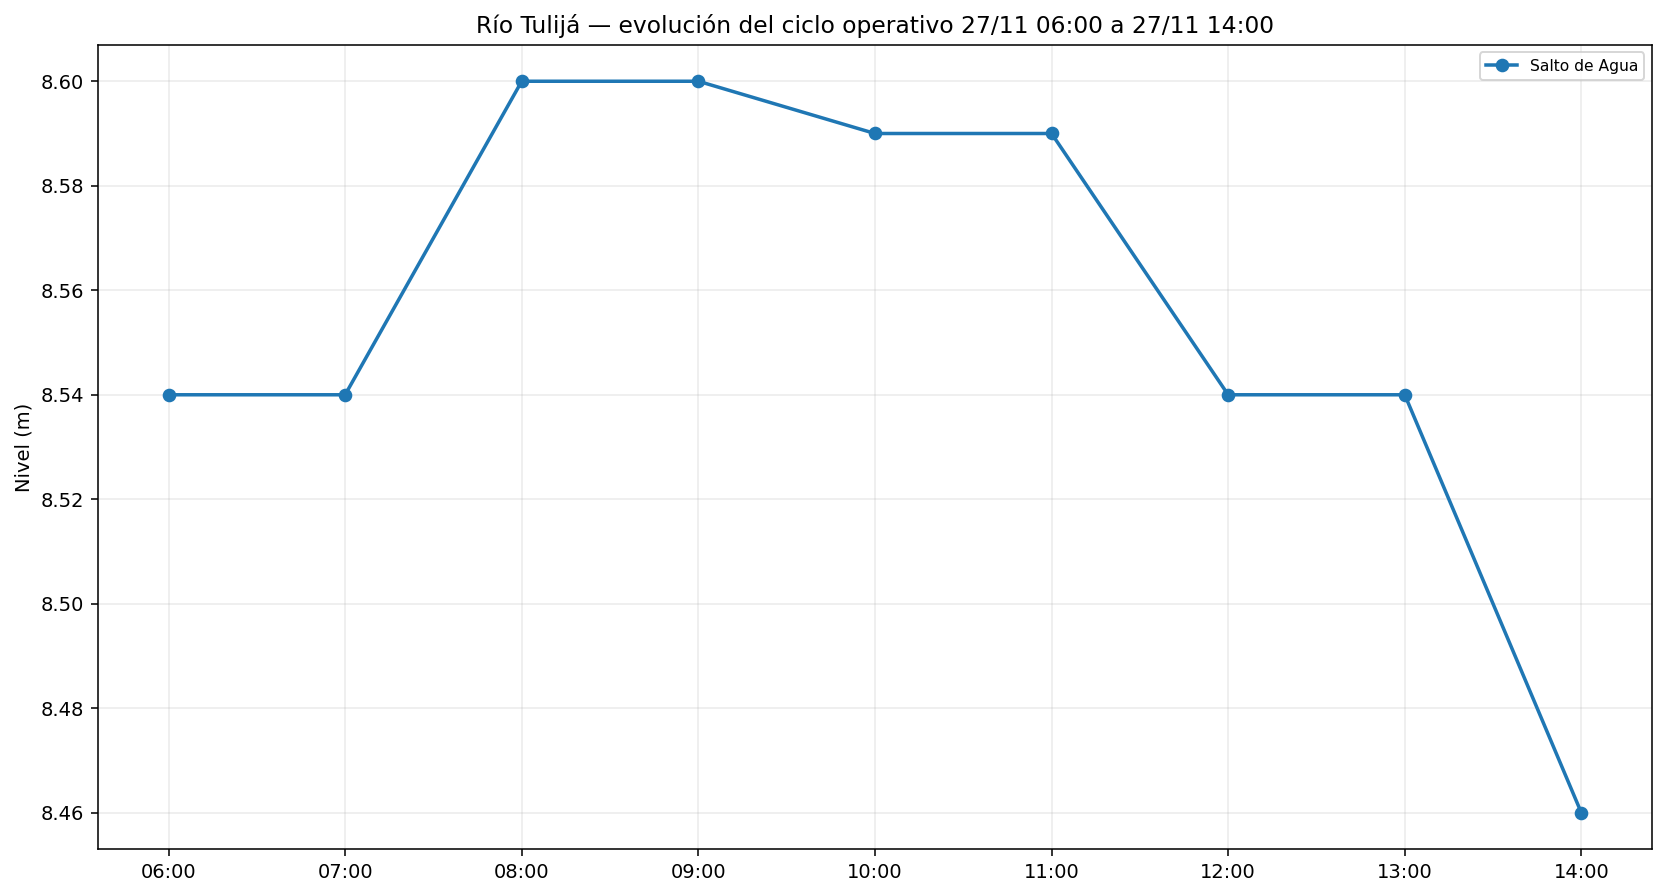 Río Tulijá — evolución del ciclo operativo 27/11 06:00 a 27/11 14:00
Salto de Agua
Nivel (m)
8.60
8.58
8.56
8.54
8.52
8.50
8.48
8.46
06:00 07:00 08:00 09:00 10:00 11:00 12:00 13:00 14:00